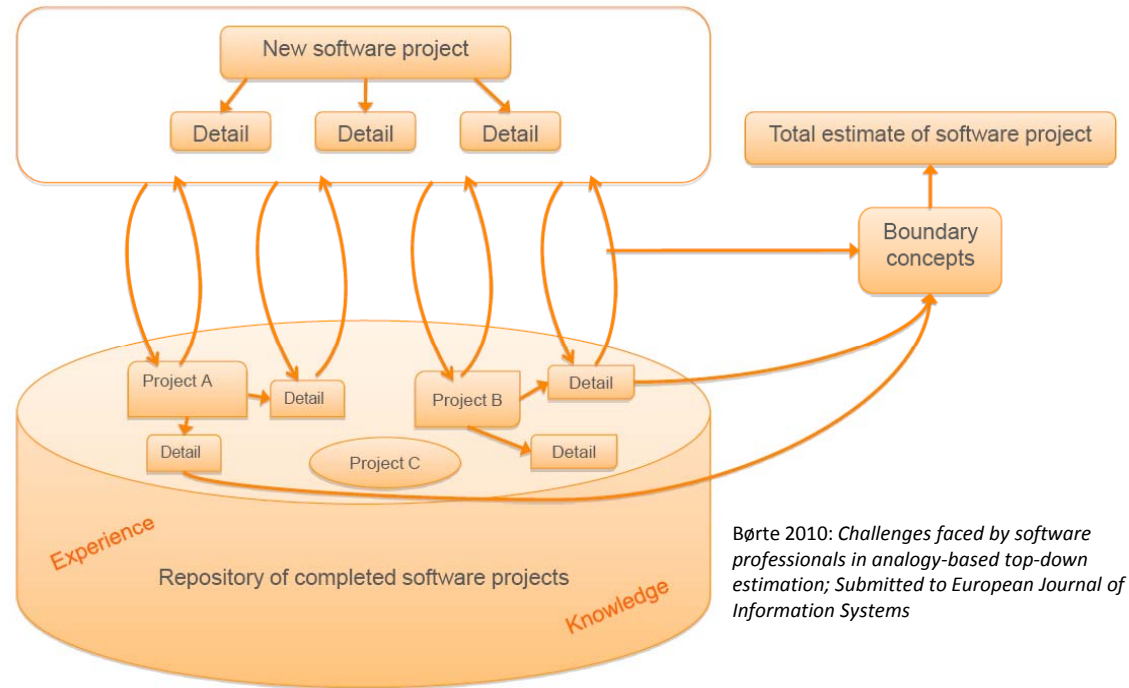 New software project
Detail
Detail
Detail
Total estimate of software project
Boundary
concepts
Project A
Detail
Detail
Project B
Detail
Detail
Project C
Experience
Repository of completed software projects
Knowledge
Børte 2010: Challenges faced by software
professionals in analogy-based top-down
estimation; Submitted to European Journal of
Information Systems